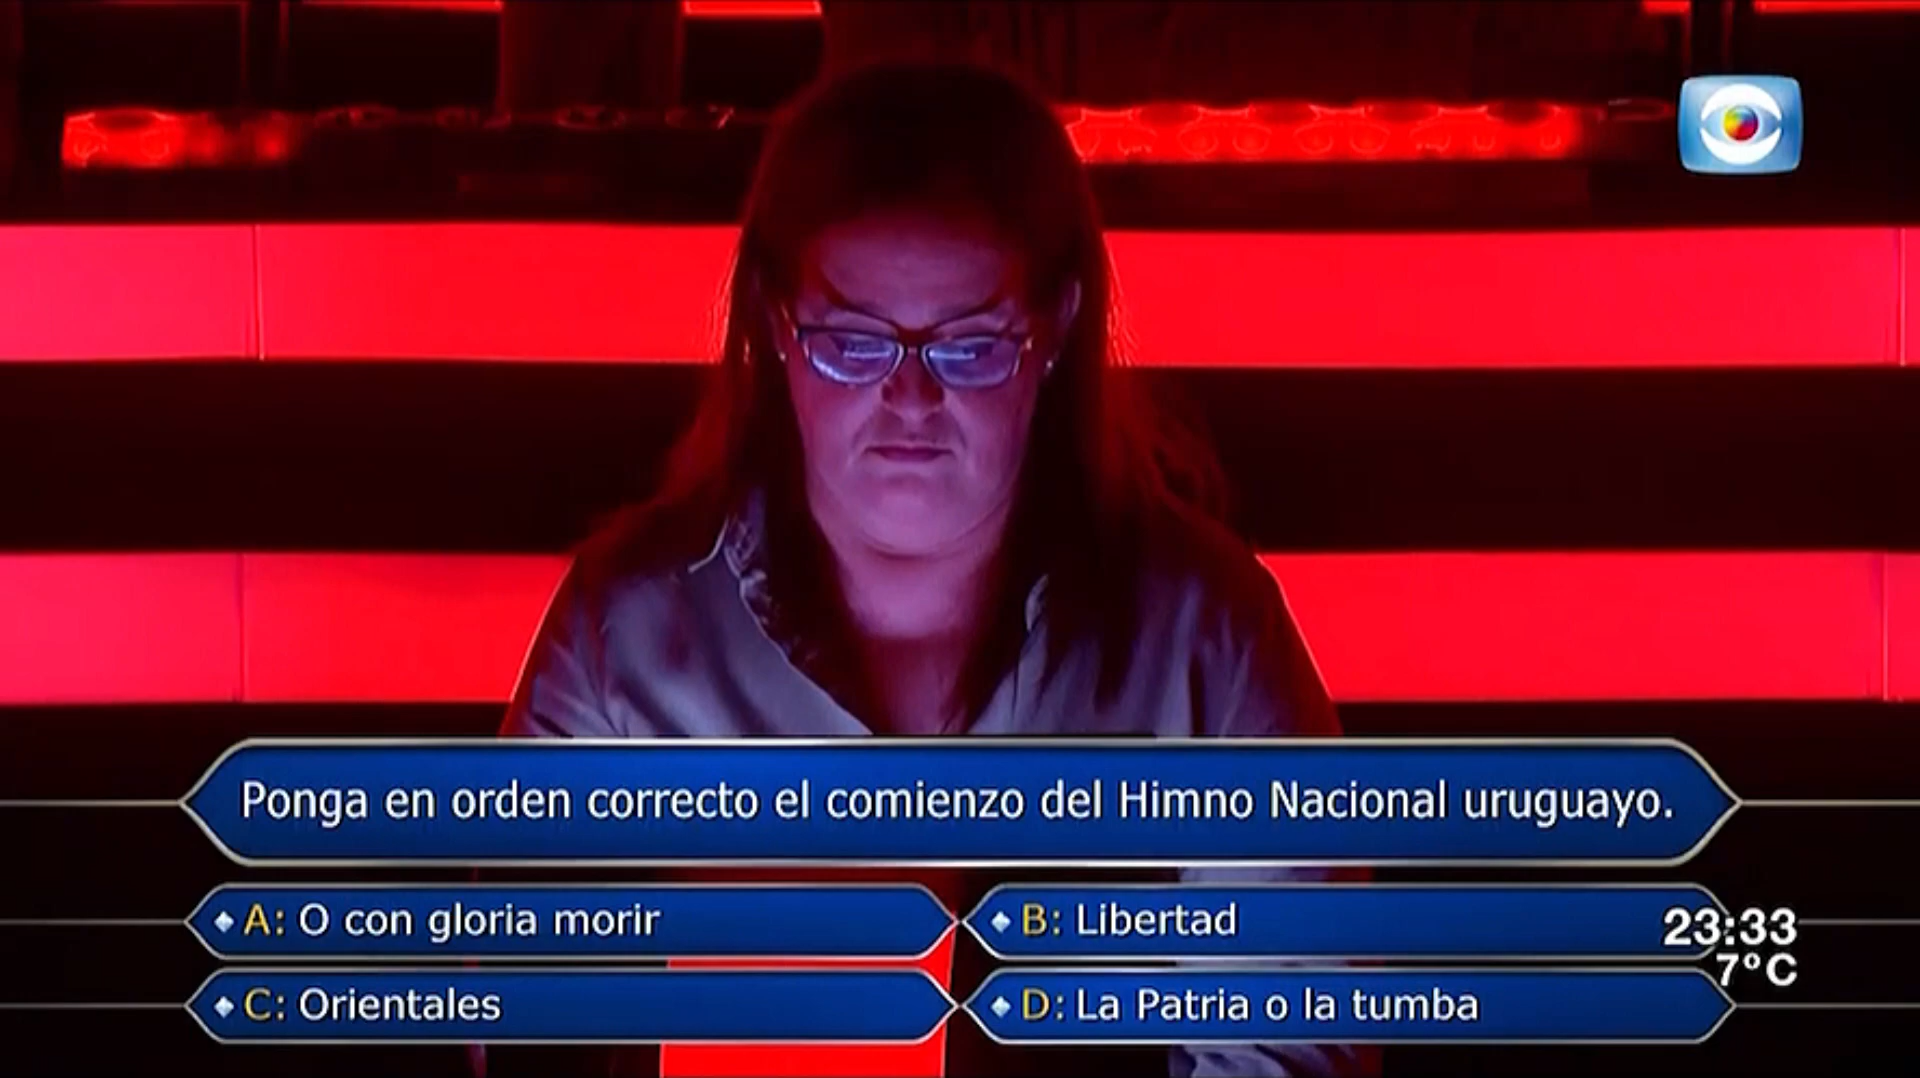 Ponga en orden correcto el comienzo del Himno Nacional uruguayo.
A: O con gloria morir
B: Libertad
23:33
7°C
C: Orientales
D: La Patria o la tumba